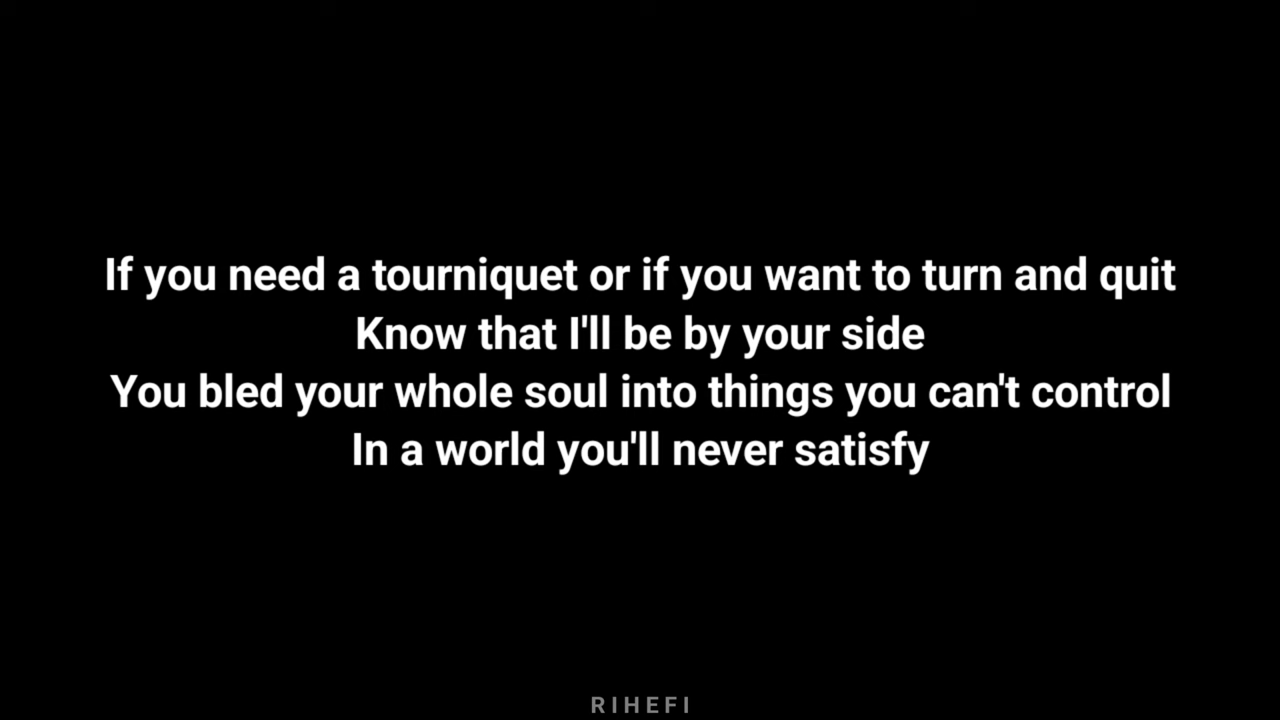 If you need a tourniquet or if you want to turn and quit
Know that I'll be by your side
You bled your whole soul into things you can't control
In a world you'll never satisfy
RIHEFI